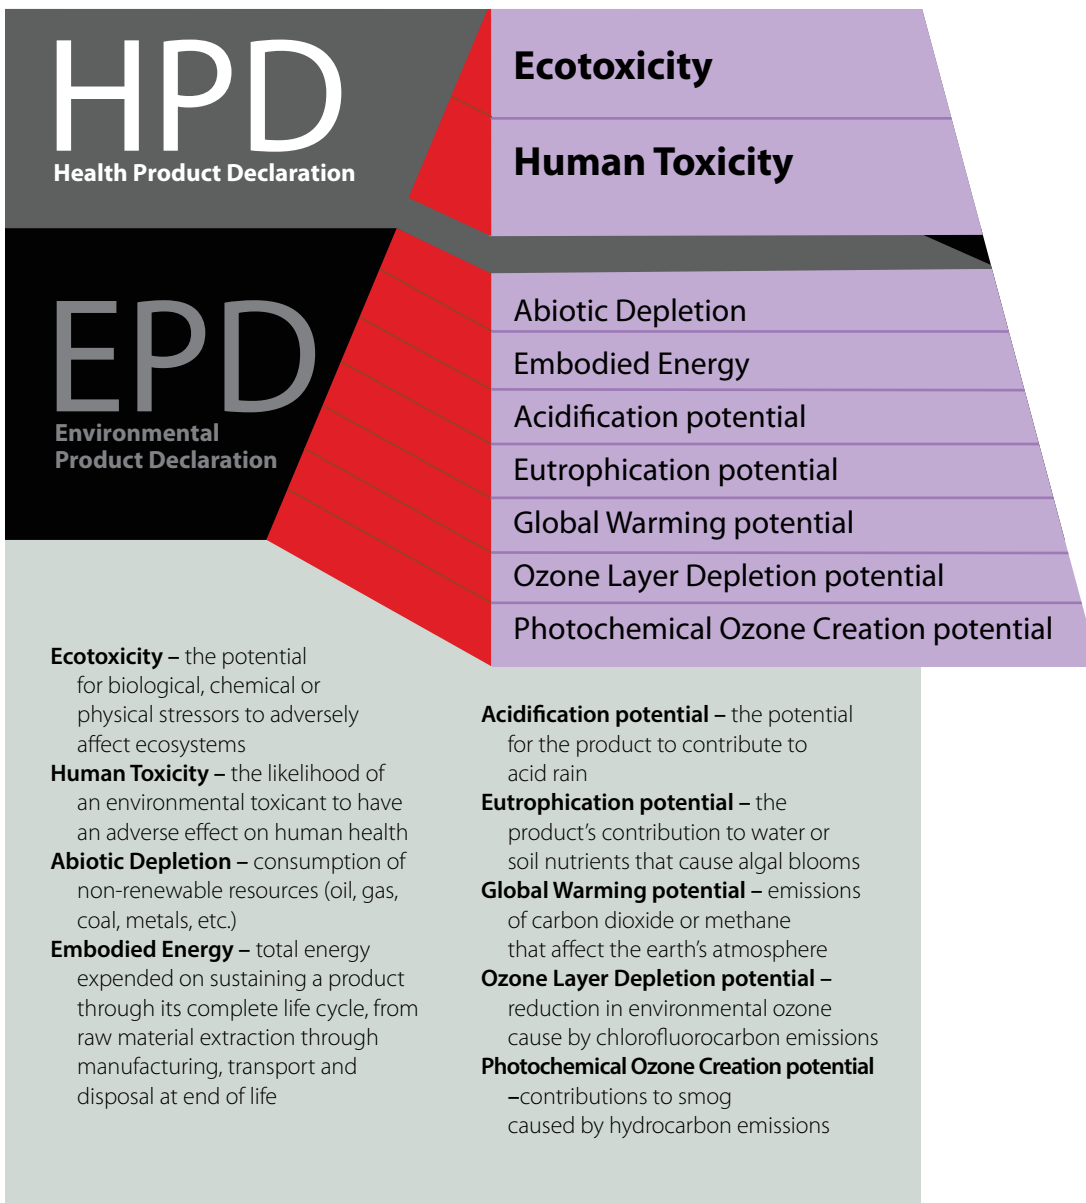 HPD
Health Product Declaration
Ecotoxicity
Human Toxicity
EPD
Environmental
Product Declaration
Abiotic Depletion
Embodied Energy
Acidification potential
Eutrophication potential
Global Warming potential
Ozone Layer Depletion potential
Photochemical Ozone Creation potential
Ecotoxicity – the potential
for biological, chemical or
physical stressors to adversely
affect ecosystems
Human Toxicity – the likelihood of
an environmental toxicant to have
an adverse effect on human health
Abiotic Depletion – consumption of
non-renewable resources (oil, gas,
coal, metals, etc.)
Embodied Energy – total energy
expended on sustaining a product
through its complete life cycle, from
raw material extraction through
manufacturing, transport and
disposal at end of life
Acidification potential – the potential
for the product to contribute to
acid rain
Eutrophication potential – the
product’s contribution to water or
soil nutrients that cause algal blooms
Global Warming potential – emissions
of carbon dioxide or methane
that affect the earth’s atmosphere
Ozone Layer Depletion potential –
reduction in environmental ozone
cause by chlorofluorocarbon emissions
Photochemical Ozone Creation potential
–contributions to smog
caused by hydrocarbon emissions